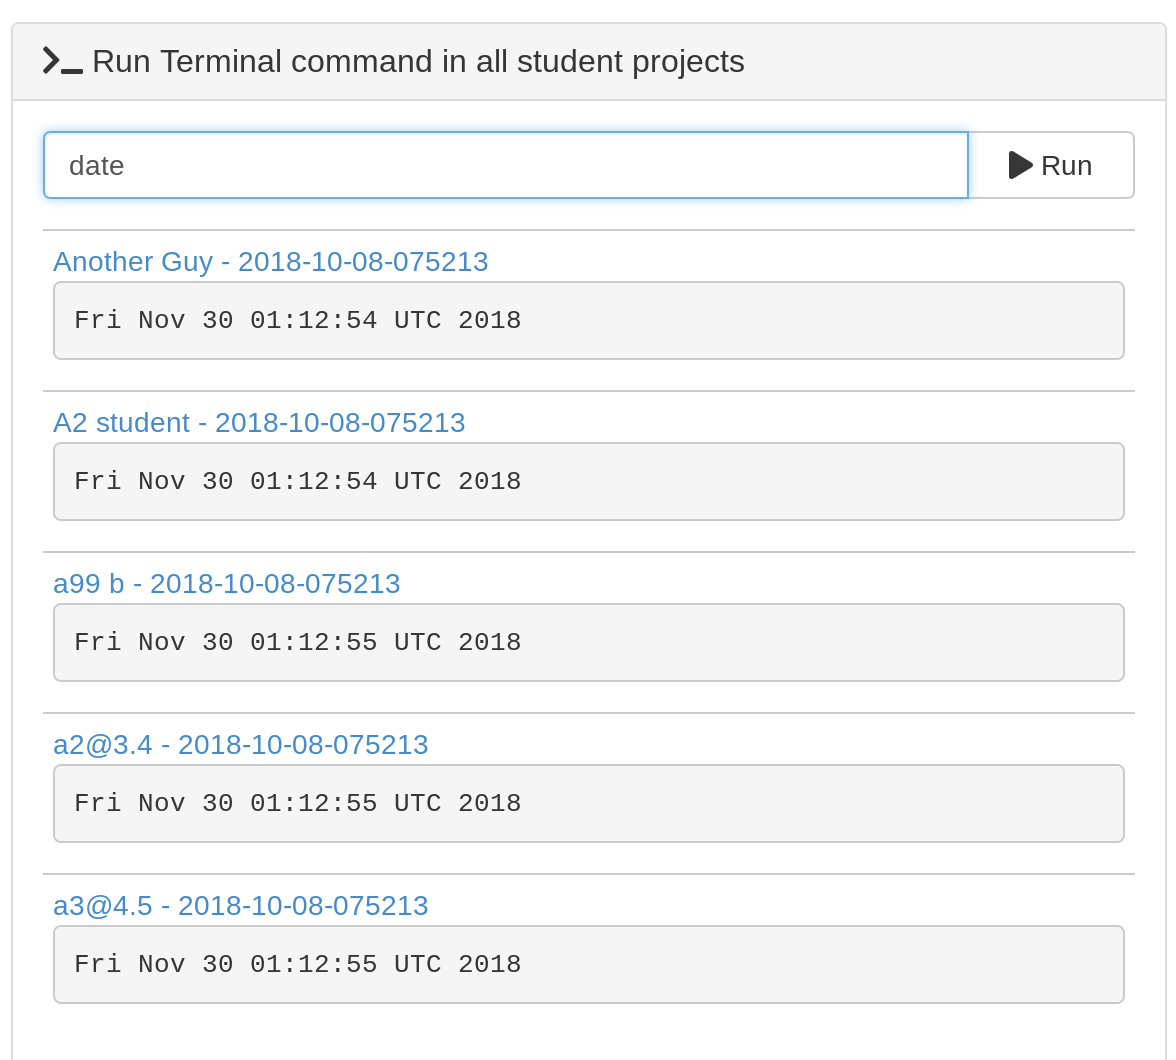 Run Terminal command in all student projects
date
Run
Another Guy - 2018-10-08-075213
Fri Nov 30 01:12:54 UTC 2018
A2 student - 2018-10-08-075213
Fri Nov 30 01:12:54 UTC 2018
a99 b - 2018-10-08-075213
Fri Nov 30 01:12:55 UTC 2018
a2@3.4 - 2018-10-08-075213
Fri Nov 30 01:12:55 UTC 2018
a3@4.5 - 2018-10-08-075213
Fri Nov 30 01:12:55 UTC 2018